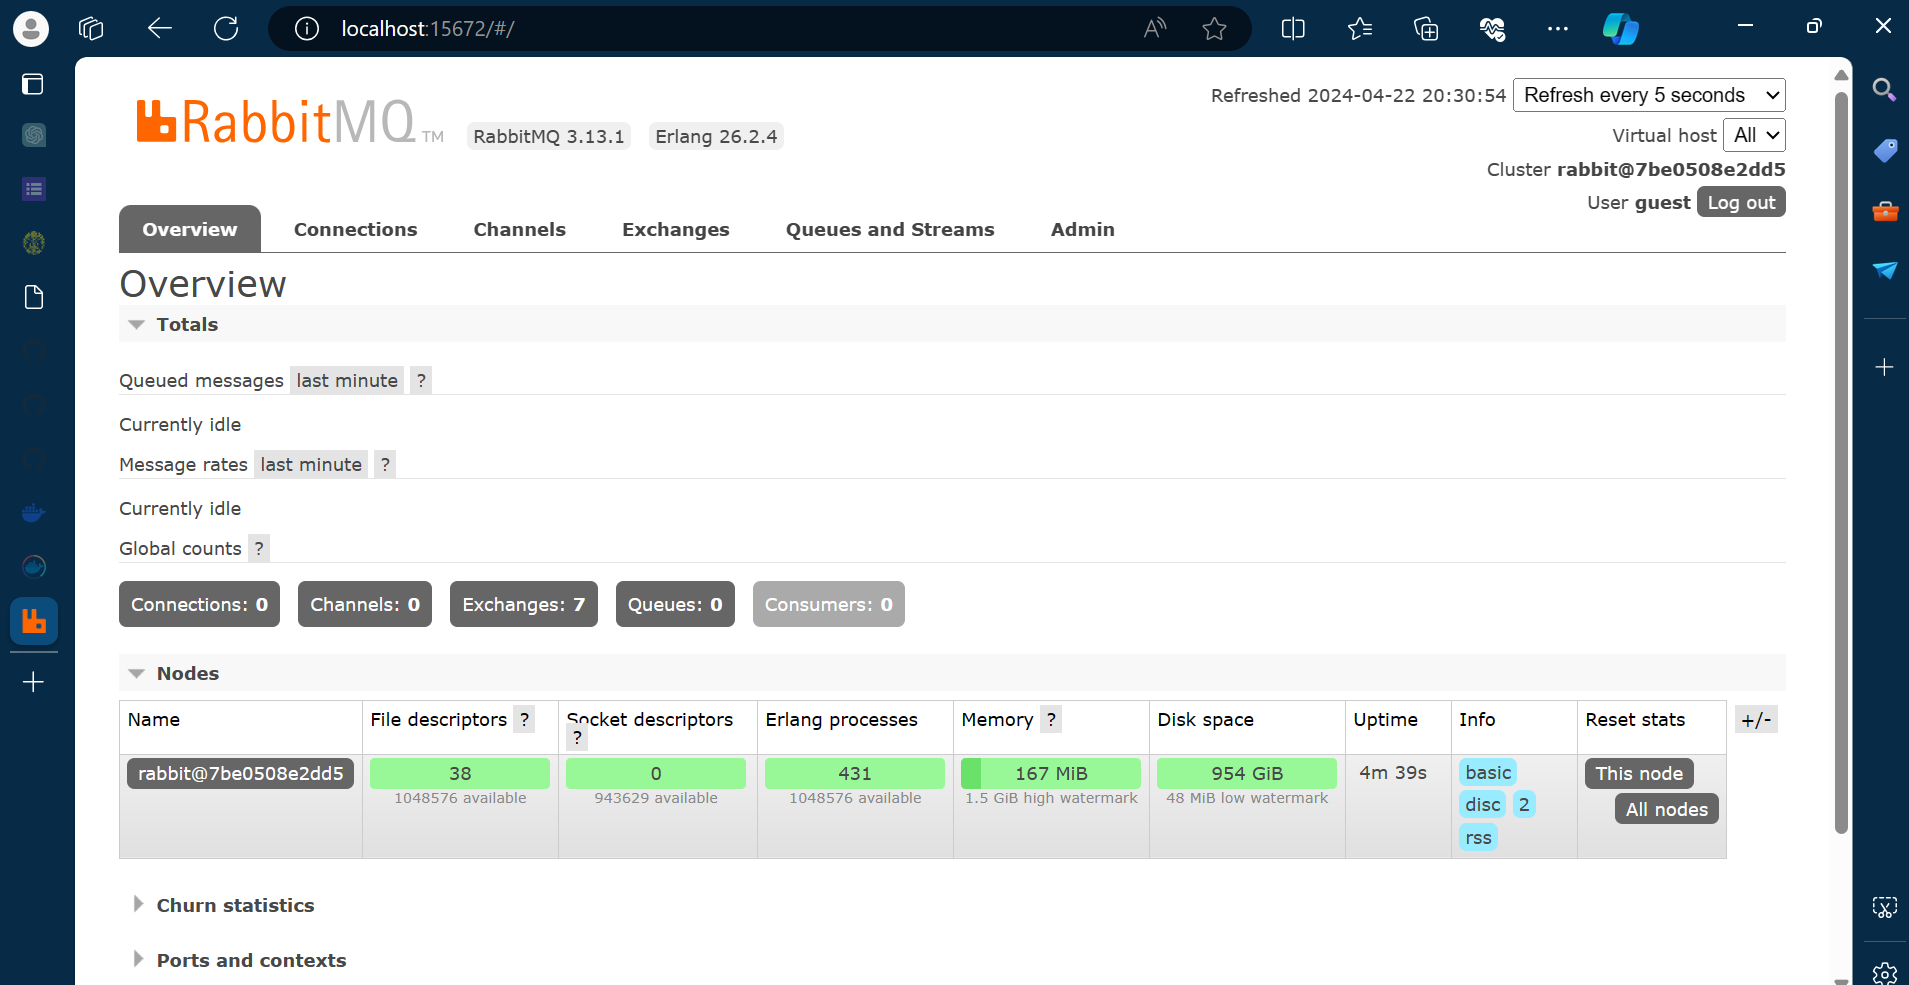 localhost:15672/#/
RabbitMQ TM
RabbitMQ 3.13.1 Erlang 26.2.4
Refreshed 2024-04-22 20:30:54 Refresh every 5 seconds
Virtual host All
Cluster rabbit@7be0508e2dd5
User guest Log out
Overview Connections Channels Exchanges Queues and Streams Admin
Overview
Totals
Queued messages last minute ?
Currently idle
Message rates last minute ?
Currently idle
Global counts ?
Connections: 0 Channels: 0 Exchanges: 7 Queues: 0 Consumers: 0
Nodes
Name File descriptors ? Socket descriptors ? Erlang processes Memory ? Disk space Uptime Info Reset stats +/-
rabbit@7be0508e2dd5 38 0 431 167 MiB 954 GiB 4m 39s basic This node
1048576 available 943629 available 1048576 available 1.5 GiB high watermark 48 MiB low watermark disc 2 All nodes
rss
Churn statistics
Ports and contexts